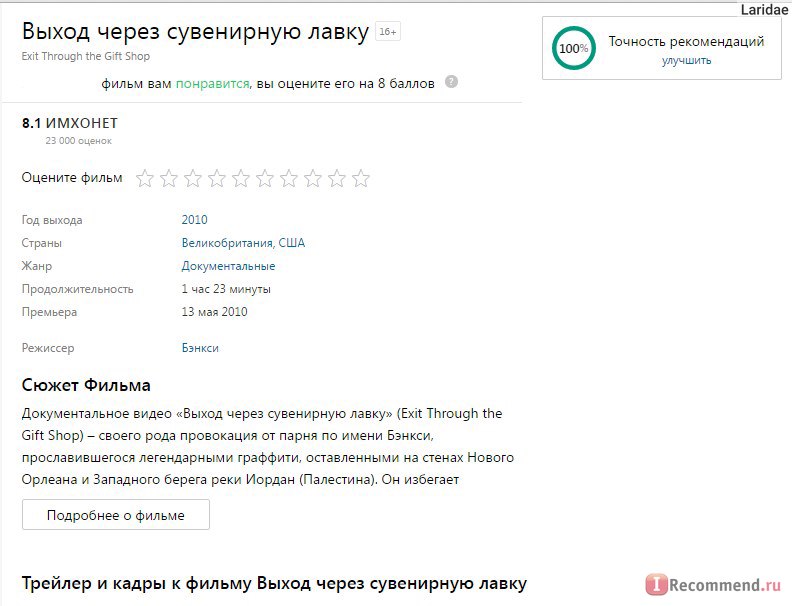 Laridae
Выход через сувенирную лавку 16+
Exit Through the Gift Shop
фильм вам понравится, вы оцените его на 8 баллов ?
100% Точность рекомендаций
улучшить
8.1 ИМХОНЕТ
23 000 оценок
Оцените фильм
Год выхода 2010
Страны Великобритания, США
Жанр Документальные
Продолжительность 1 час 23 минуты
Премьера 13 мая 2010
Режиссер Бэнкси
Сюжет Фильма
Документальное видео «Выход через сувенирную лавку» (Exit Through the
Gift Shop) – своего рода провокация от парня по имени Бэнкси,
прославившегося легендарными граффити, оставленными на стенах Нового
Орлеана и Западного берега реки Иордан (Палестина). Он избегает
Подробнее о фильме
Трейлер и кадры к фильму Выход через сувенирную лавку
I Recommend.ru